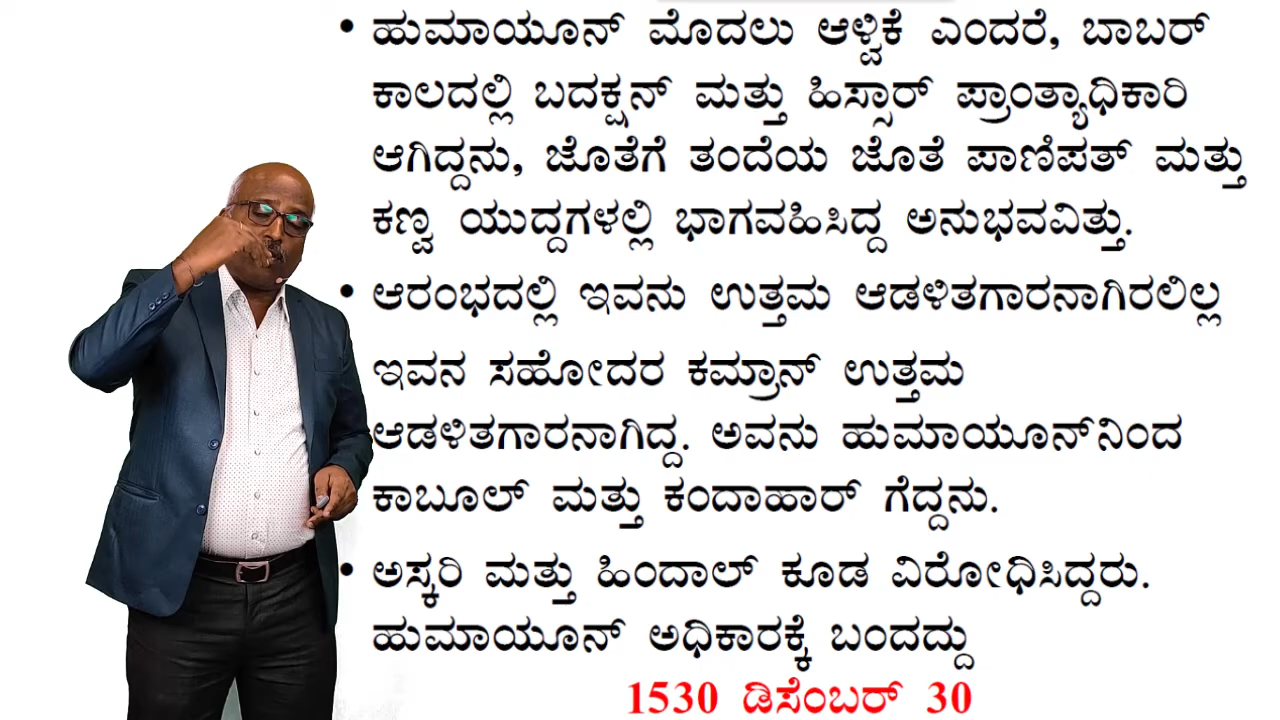 • ಹುಮಾಯೂನ್ ಮೊದಲು ಆಳ್ವಿಕೆ ಎಂದರೆ, ಬಾಬರ್
ಕಾಲದಲ್ಲಿ ಬದಕ್ಷನ್ ಮತ್ತು ಹಿಸ್ಸಾರ್ ಪ್ರಾಂತ್ಯಾಧಿಕಾರಿ
ಆಗಿದ್ದನು, ಜೊತೆಗೆ ತಂದೆಯ ಜೊತೆ ಪಾಣಿಪತ್ ಮತ್ತು
ಕಣ್ವ ಯುದ್ದಗಳಲ್ಲಿ ಭಾಗವಹಿಸಿದ್ದ ಅನುಭವವಿತ್ತು.
• ಆರಂಭದಲ್ಲಿ ಇವನು ಉತ್ತಮ ಆಡಳಿತಗಾರನಾಗಿರಲಿಲ್ಲ
ಇವನ ಸಹೋದರ ಕಮ್ರಾನ್ ಉತ್ತಮ
ಆಡಳಿತಗಾರನಾಗಿದ್ದ. ಅವನು ಹುಮಾಯೂನ್‌ನಿಂದ
ಕಾಬೂಲ್ ಮತ್ತು ಕಂದಾಹಾರ್ ಗೆದ್ದನು.
• ಅಸ್ಕರಿ ಮತ್ತು ಹಿಂದಾಲ್ ಕೂಡ ವಿರೋಧಿಸಿದ್ದರು.
ಹುಮಾಯೂನ್ ಅಧಿಕಾರಕ್ಕೆ ಬಂದದ್ದು
1530 ಡಿಸೆಂಬರ್ 30